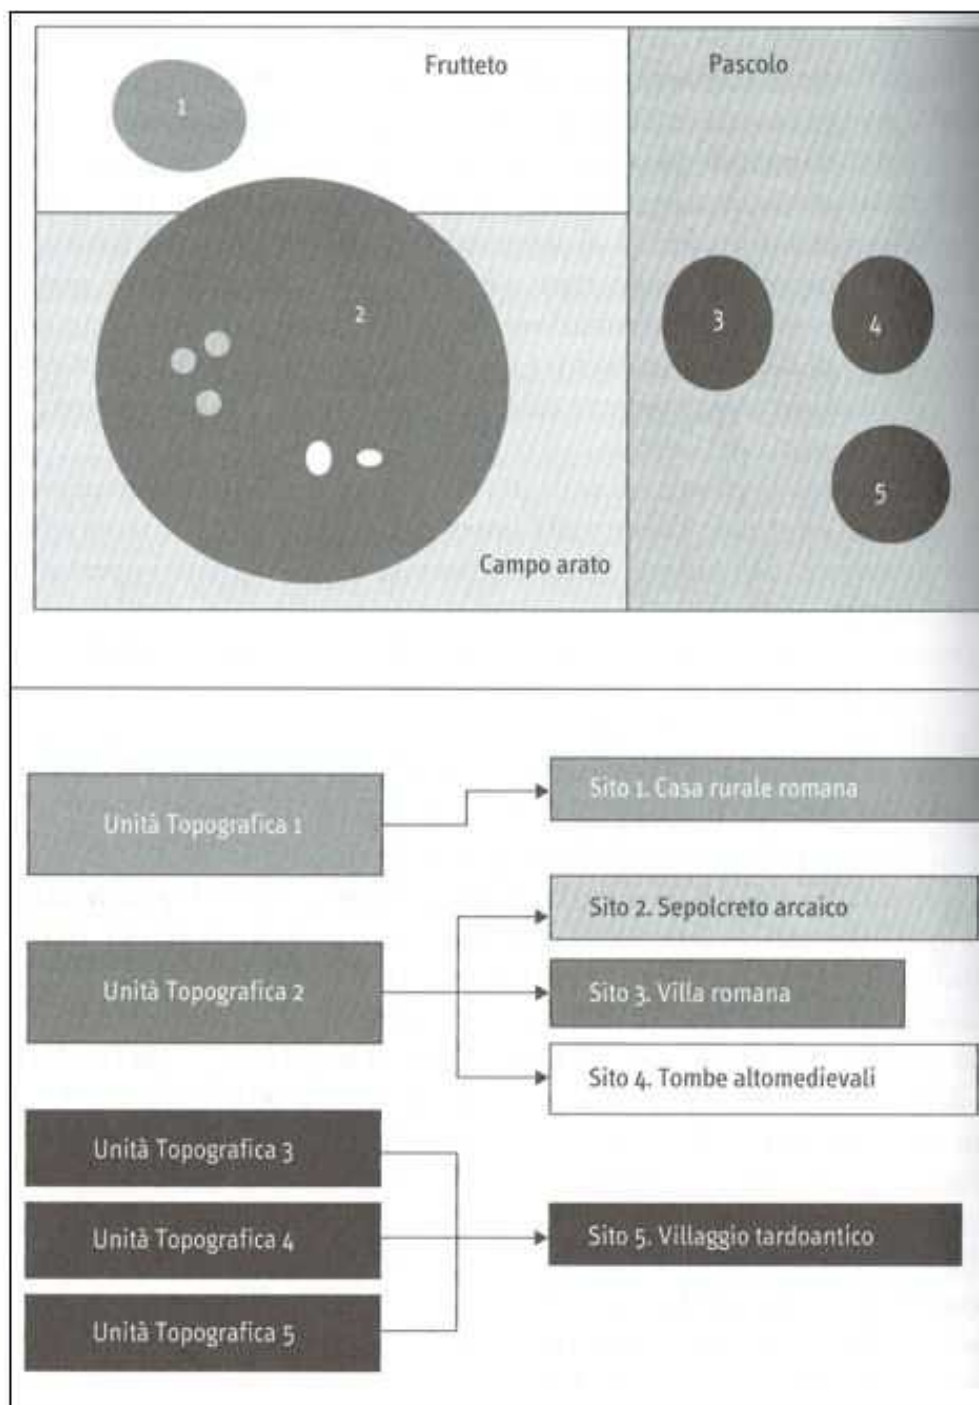 Frutteto
Pascolo
1
2
3
4
5
Campo arato
Unità Topografica 1
Sito 1. Casa rurale romana
Sito 2. Sepolcreto arcaico
Unità Topografica 2
Sito 3. Villa romana
Sito 4. Tombe altomedievali
Unità Topografica 3
Unità Topografica 4
Sito 5. Villaggio tardoantico
Unità Topografica 5